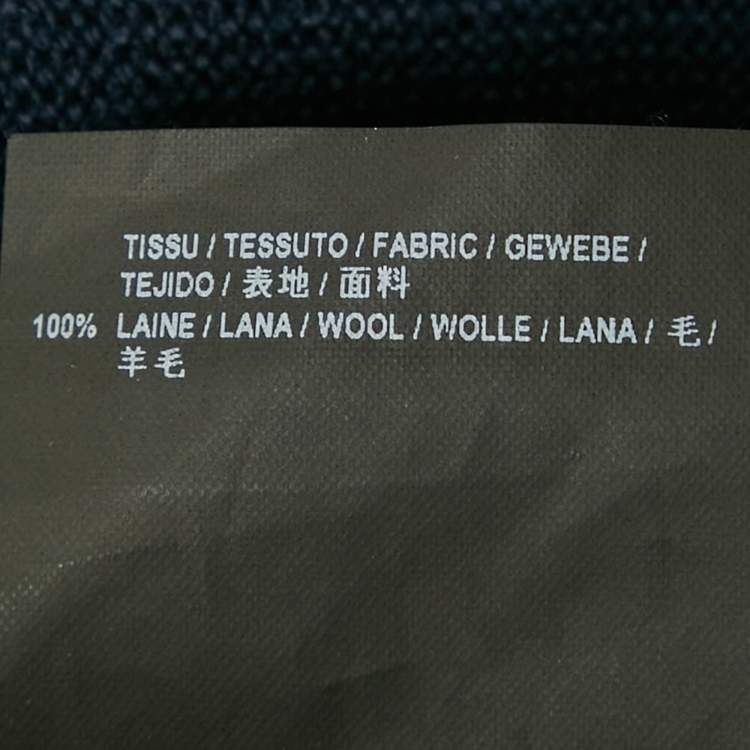 TISSU / TESSUTO / FABRIC / GEWEBE /
TEJIDO / 表地 / 面料
100% LAINE / LANA / WOOL / WOLLE / LANA / 毛 /
羊毛